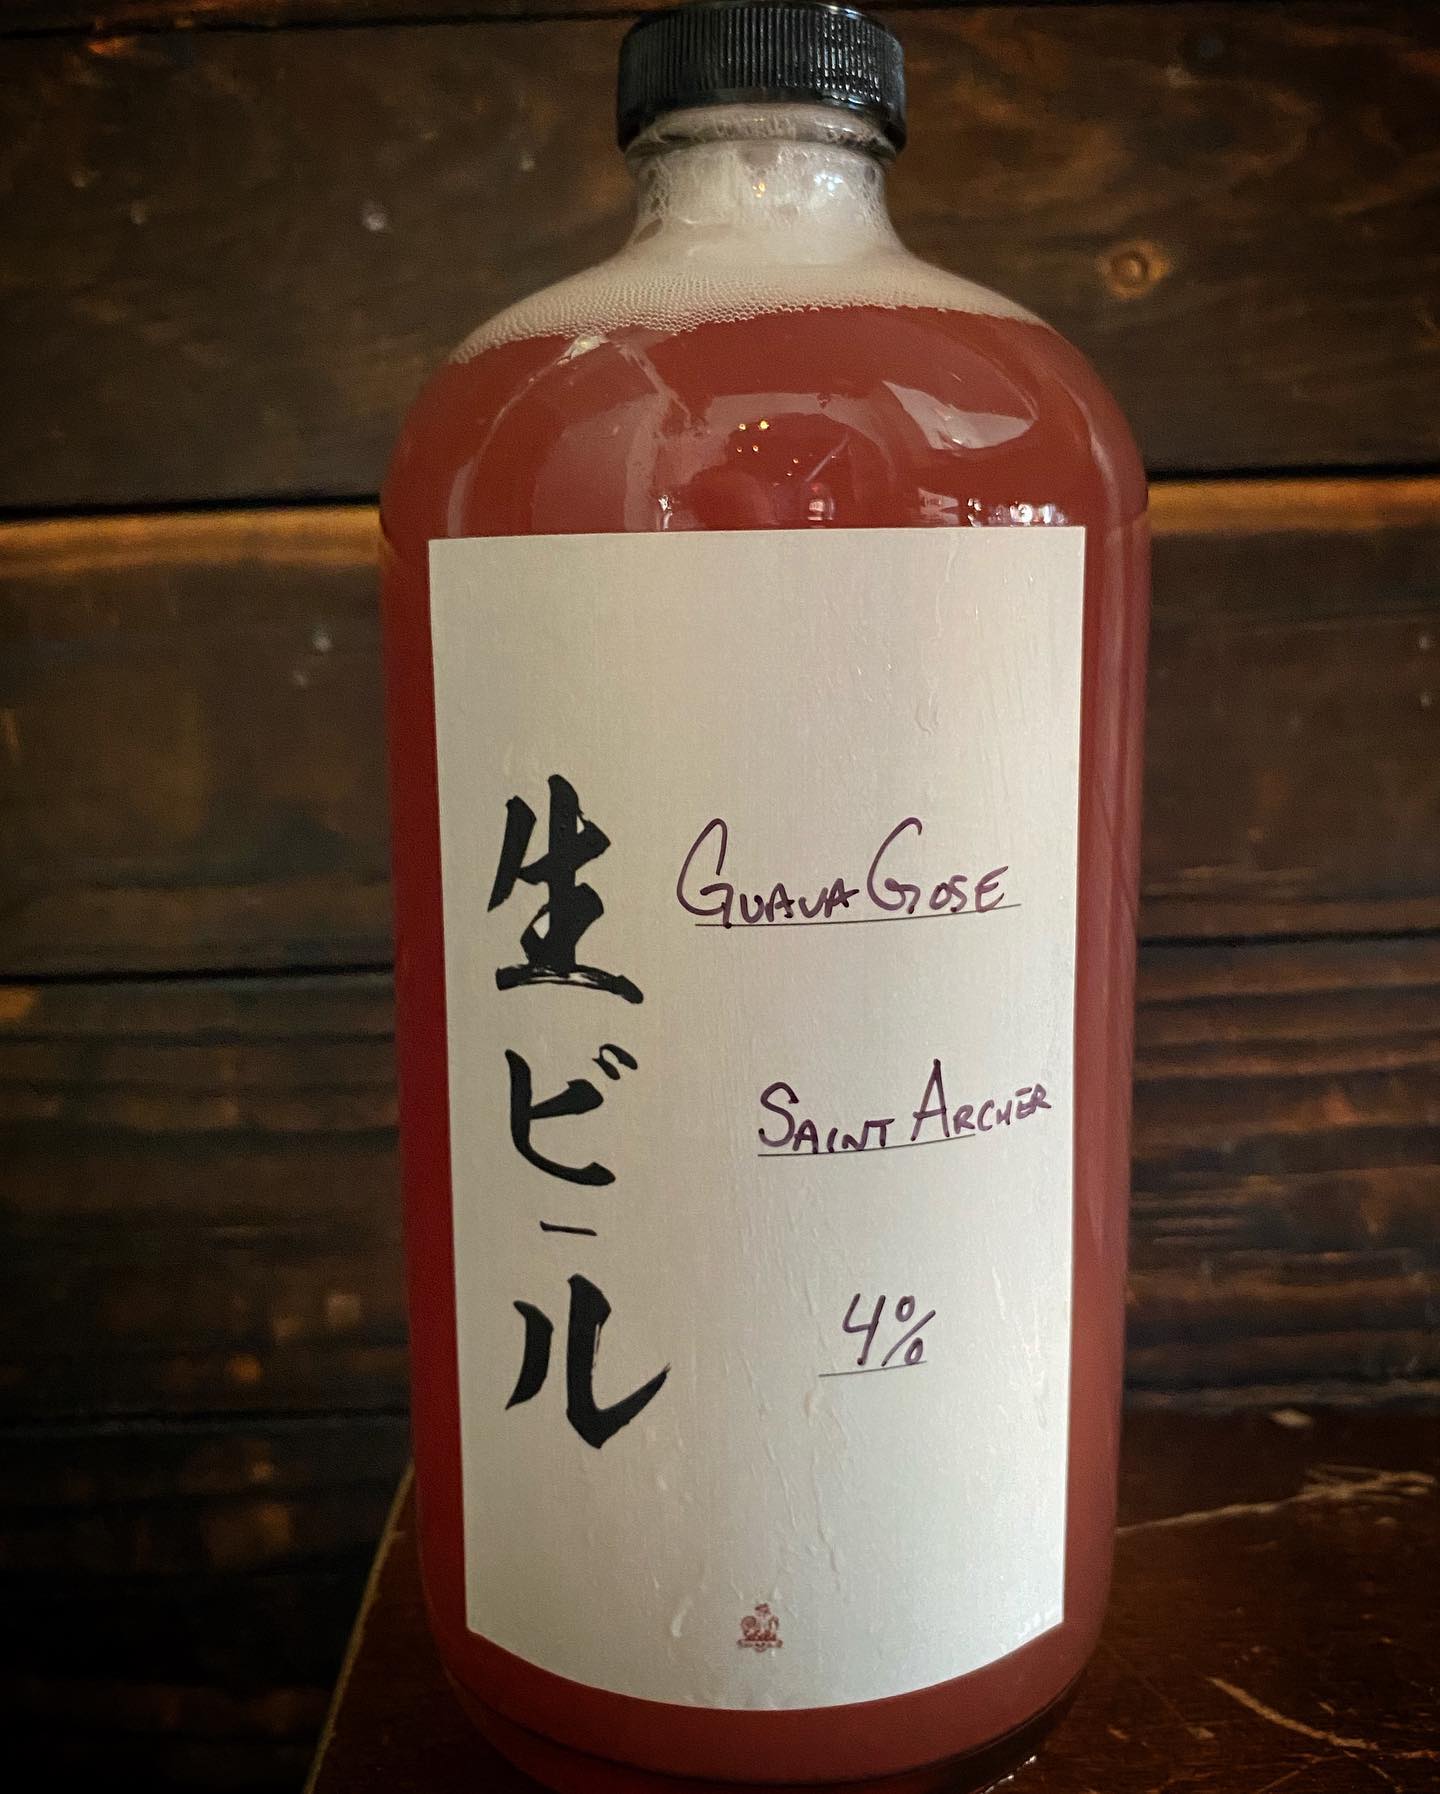 生ビール
Guava Gose
Saint Archer
4%